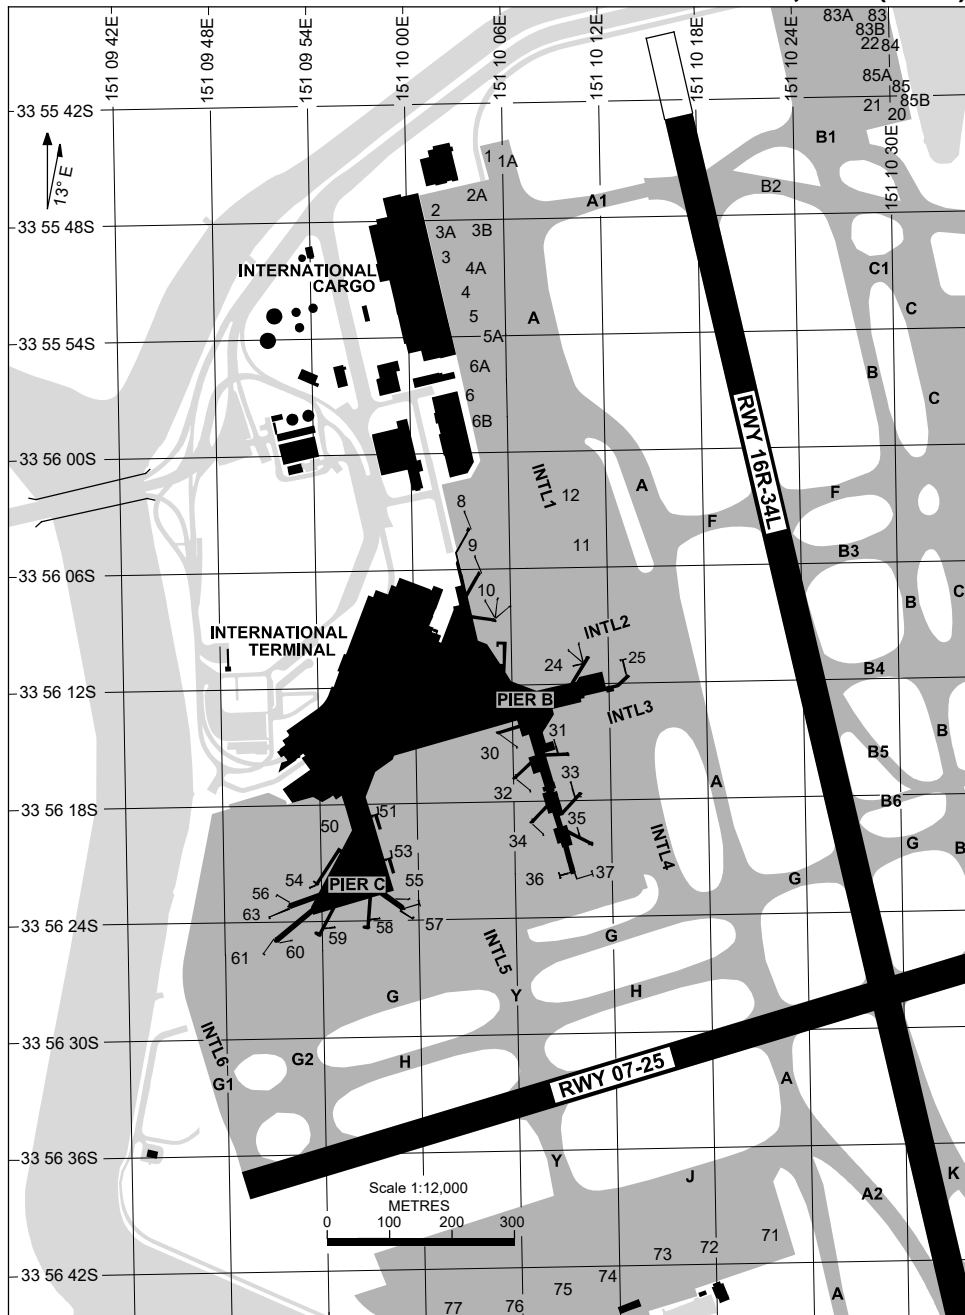 151 09 42E
151 09 48E
151 09 54E
151 10 00E
151 10 06E
151 10 12E
151 10 18E
151 10 24E
83A
83
83B
22
84
85A
85
85B
21
20
151 10 30E
33 55 42S
13° E
B1
B2
A1
1
1A
2A
2
33 55 48S
3A
3B
3
4A
INTERNATIONAL
CARGO
4
C1
C
5
A
5A
33 55 54S
6A
B
6
C
6B
RWY 16R-34L
33 56 00S
INTL1
12
A
F
F
8
9
11
B3
33 56 06S
10
B
C
INTERNATIONAL
TERMINAL
INTL2
24
25
B4
33 56 12S
PIER B
INTL3
30
31
B
B5
33
A
32
B6
33 56 18S
50
51
34
35
INTL4
G
B
53
54
PIER C
55
36
37
G
56
63
57
58
59
33 56 24S
60
61
INTL5
G
G
Y
H
33 56 30S
INTL6
G1
G2
H
RWY 07-25
A
33 56 36S
Y
J
K
A2
Scale 1:12,000
METRES
0 100 200 300
71
72
73
74
33 56 42S
75
76
77
A